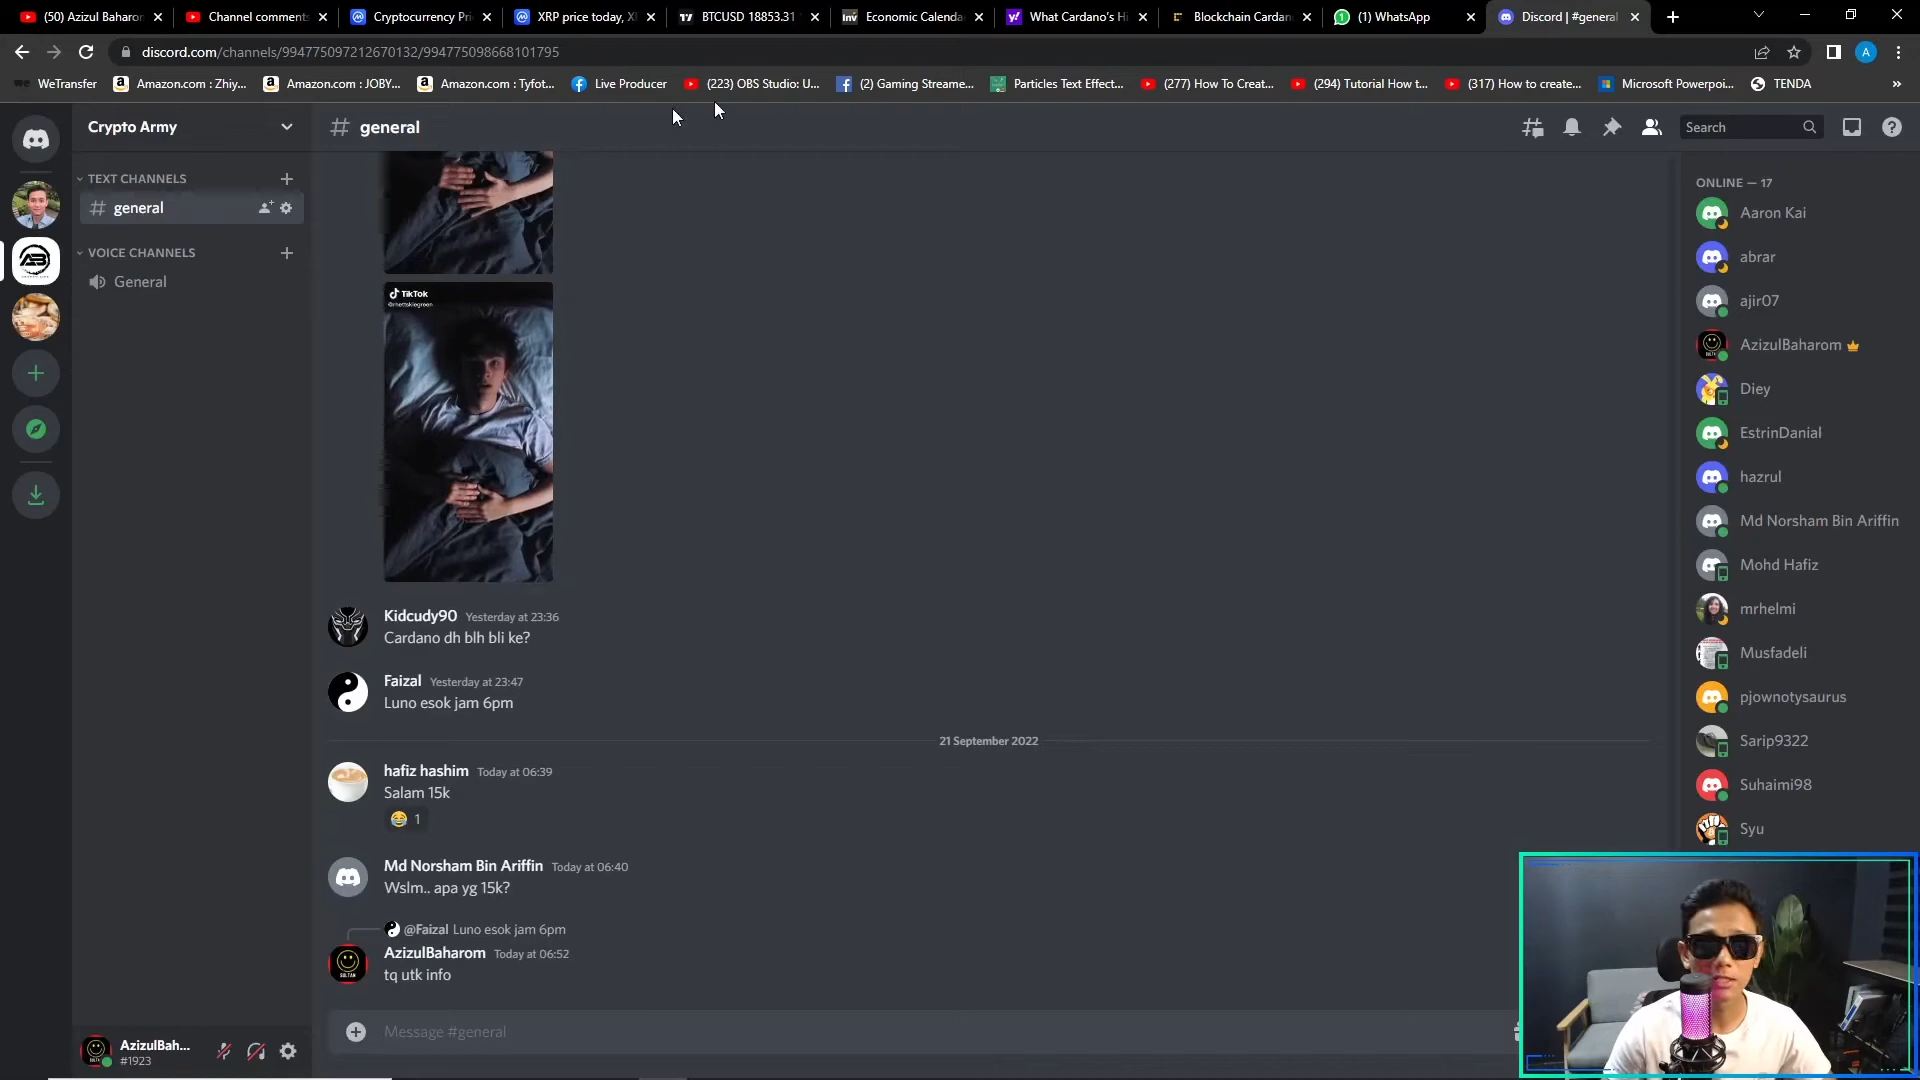 (50) Azizul Baharon
Channel comments
Cryptocurrency Pri
XRP price today, X
BTCUSD 18853.31
Economic Calenda
What Cardano's Hi
Blockchain Cardan
(1) WhatsApp
Discord | #general
discord.com/channels/994775097212670132/994775098668101795
WeTransfer
Amazon.com : Zhiy...
Amazon.com : JOBY...
Amazon.com : Tyfot...
Live Producer
(223) OBS Studio: U...
(2) Gaming Streame...
Particles Text Effect...
(277) How To Creat...
(294) Tutorial How t...
(317) How to create...
Microsoft Powerpoi...
TENDA
Crypto Army
# general
Search
TEXT CHANNELS
# general
VOICE CHANNELS
General
TikTok
Kidcudy90 Yesterday at 23:36
Cardano dh blh bli ke?
Faizal Yesterday at 23:47
Luno esok jam 6pm
21 September 2022
hafiz hashim Today at 06:39
Salam 15k
1
Md Norsham Bin Ariffin Today at 06:40
Wslm.. apa yg 15k?
@Faizal Luno esok jam 6pm
AzizulBaharom Today at 06:52
tq utk info
Message #general
AzizulBah...
#1923
ONLINE — 17
Aaron Kai
abrar
ajir07
AzizulBaharom
Diey
EstrinDanial
hazrul
Md Norsham Bin Ariffin
Mohd Hafiz
mrhelmi
Musfadeli
pjownotysaurus
Sarip9322
Suhaimi98
Syu